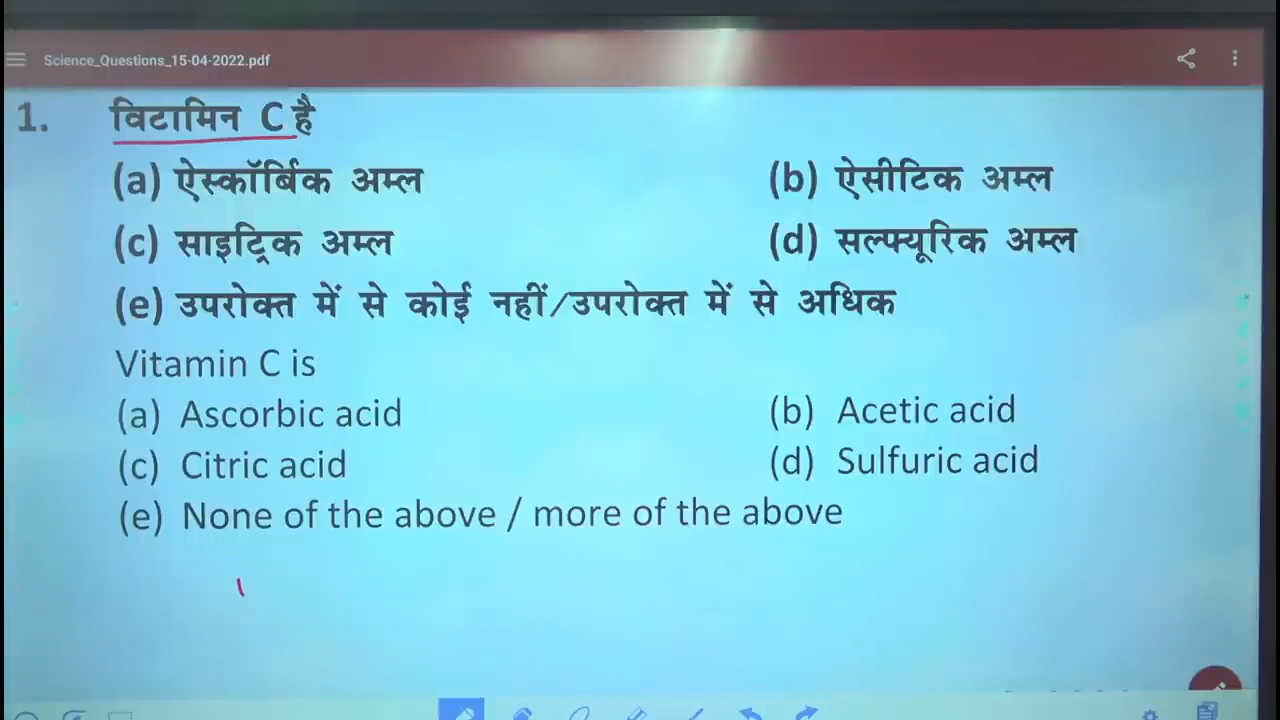 Science_Questions_15-04-2022.pdf
1. विटामिन C है
(a) ऐस्कॉर्बिक अम्ल (b) ऐसीटिक अम्ल
(c) साइट्रिक अम्ल (d) सल्फ्यूरिक अम्ल
(e) उपरोक्त में से कोई नहीं/उपरोक्त में से अधिक
Vitamin C is
(a) Ascorbic acid (b) Acetic acid
(c) Citric acid (d) Sulfuric acid
(e) None of the above / more of the above